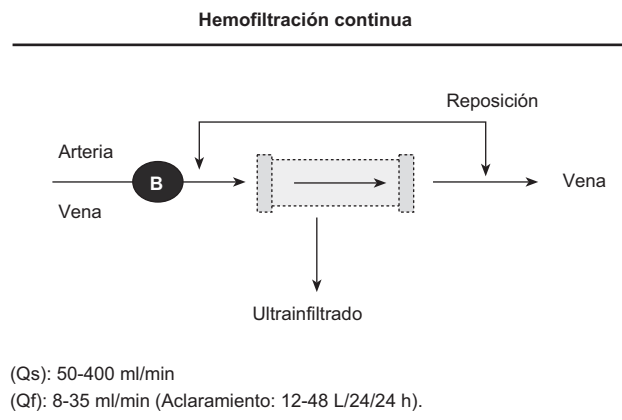 Hemofiltración continua
Reposición
Arteria
B
Vena
Vena
Ultrainfiltrado
(Qs): 50-400 ml/min
(Qf): 8-35 ml/min (Aclaramiento: 12-48 L/24/24 h).